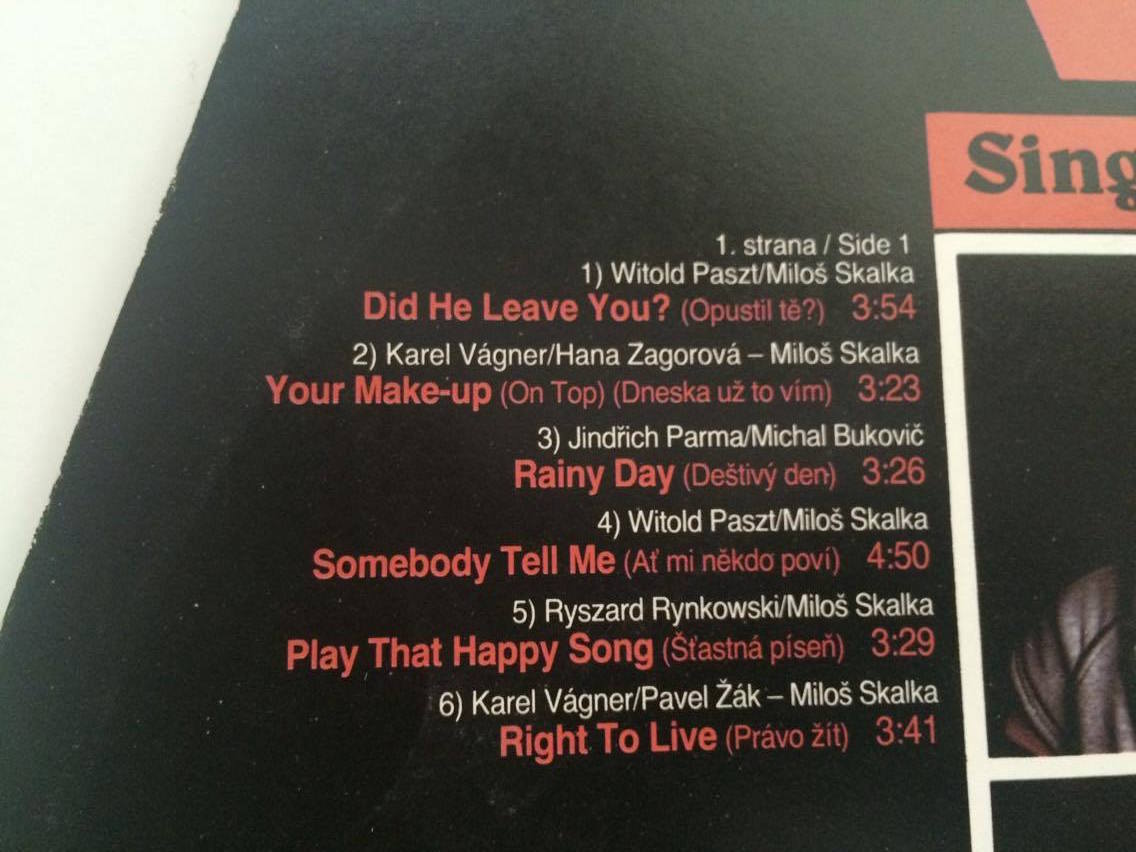 Sing
1. strana / Side 1
1) Witold Paszt/Miloš Skalka
Did He Leave You? (Opustil tě?) 3:54
2) Karel Vágner/Hana Zagorová – Miloš Skalka
Your Make-up (On Top) (Dneska už to vím) 3:23
3) Jindřich Parma/Michal Bukovič
Rainy Day (Deštivý den) 3:26
4) Witold Paszt/Miloš Skalka
Somebody Tell Me (Ať mi někdo poví) 4:50
5) Ryszard Rynkowski/Miloš Skalka
Play That Happy Song (Šťastná píseň) 3:29
6) Karel Vágner/Pavel Žák – Miloš Skalka
Right To Live (Právo žít) 3:41